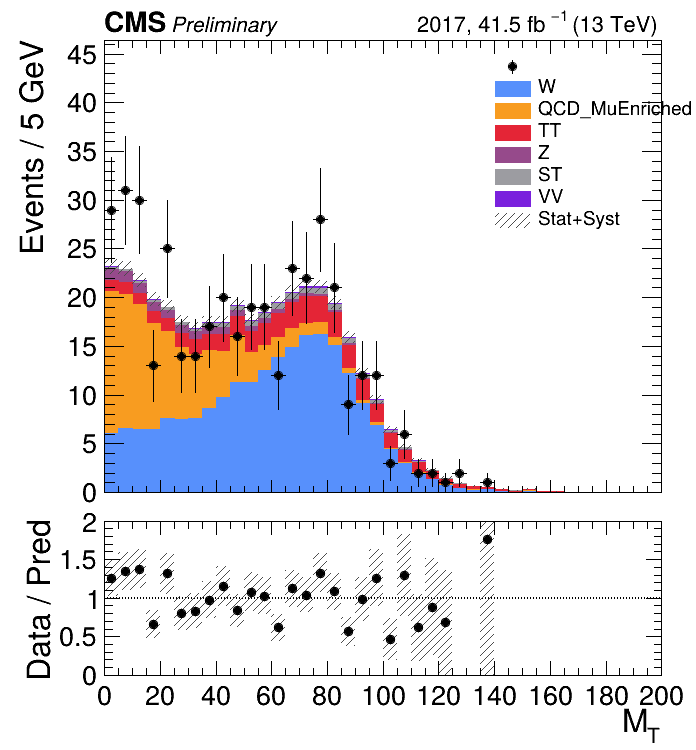 CMS Preliminary 2017, 41.5 fb⁻¹ (13 TeV)
Events / 5 GeV
45
40
35
30
25
20
15
10
5
0
W
QCD_MuEnriched
TT
Z
ST
VV
Stat+Syst
Data / Pred
2
1.5
1
0.5
0
0 20 40 60 80 100 120 140 160 180 200
M_T